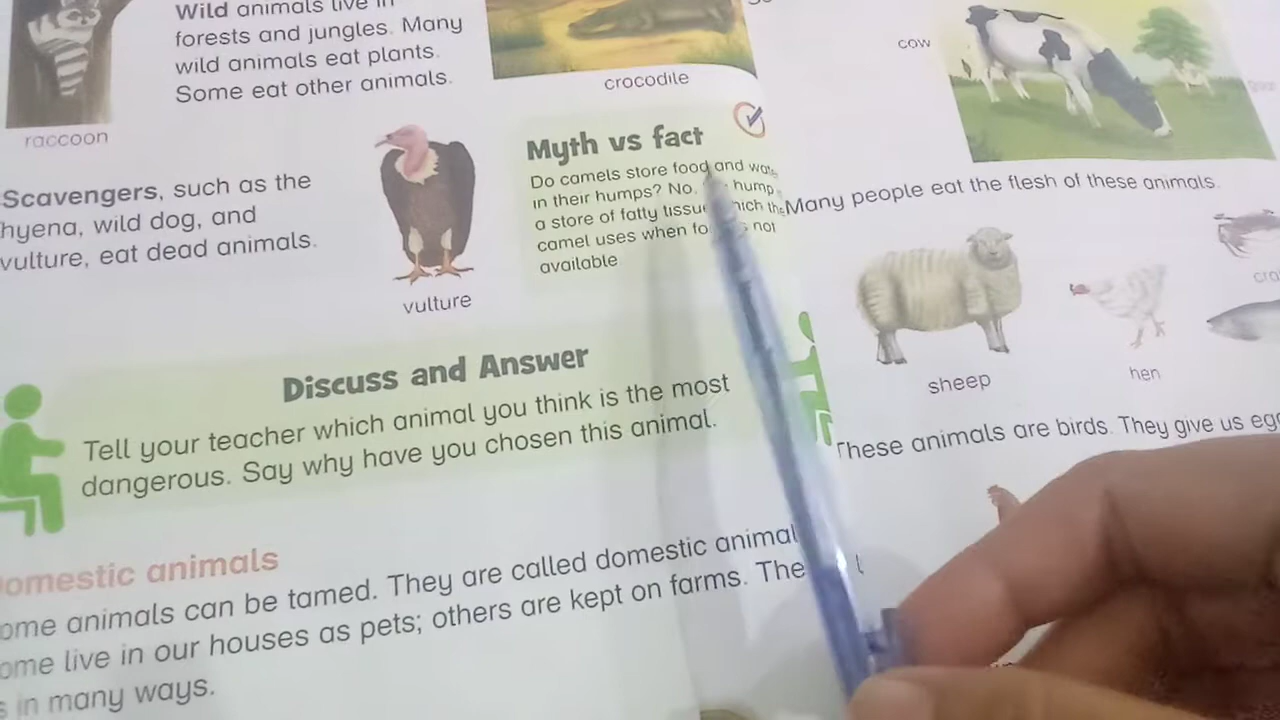 Wild animals live in
forests and jungles. Many
wild animals eat plants.
Some eat other animals.
raccoon
crocodile
Scavengers, such as the
hyena, wild dog, and
vulture, eat dead animals.
vulture
Myth vs fact
Do camels store food and
in their humps? No. hump
a store of fatty
camel uses when not
available
Discuss and Answer
Tell your teacher which animal you think is the most
dangerous. Say why have you chosen this animal.
omestic animals
ome animals can be tamed. They are called domestic animal
ome live in our houses as pets; others are kept on farms. The
s in many ways.
cow
Many people eat the flesh of these animals.
sheep
hen
cra
These animals are birds. They give us eg